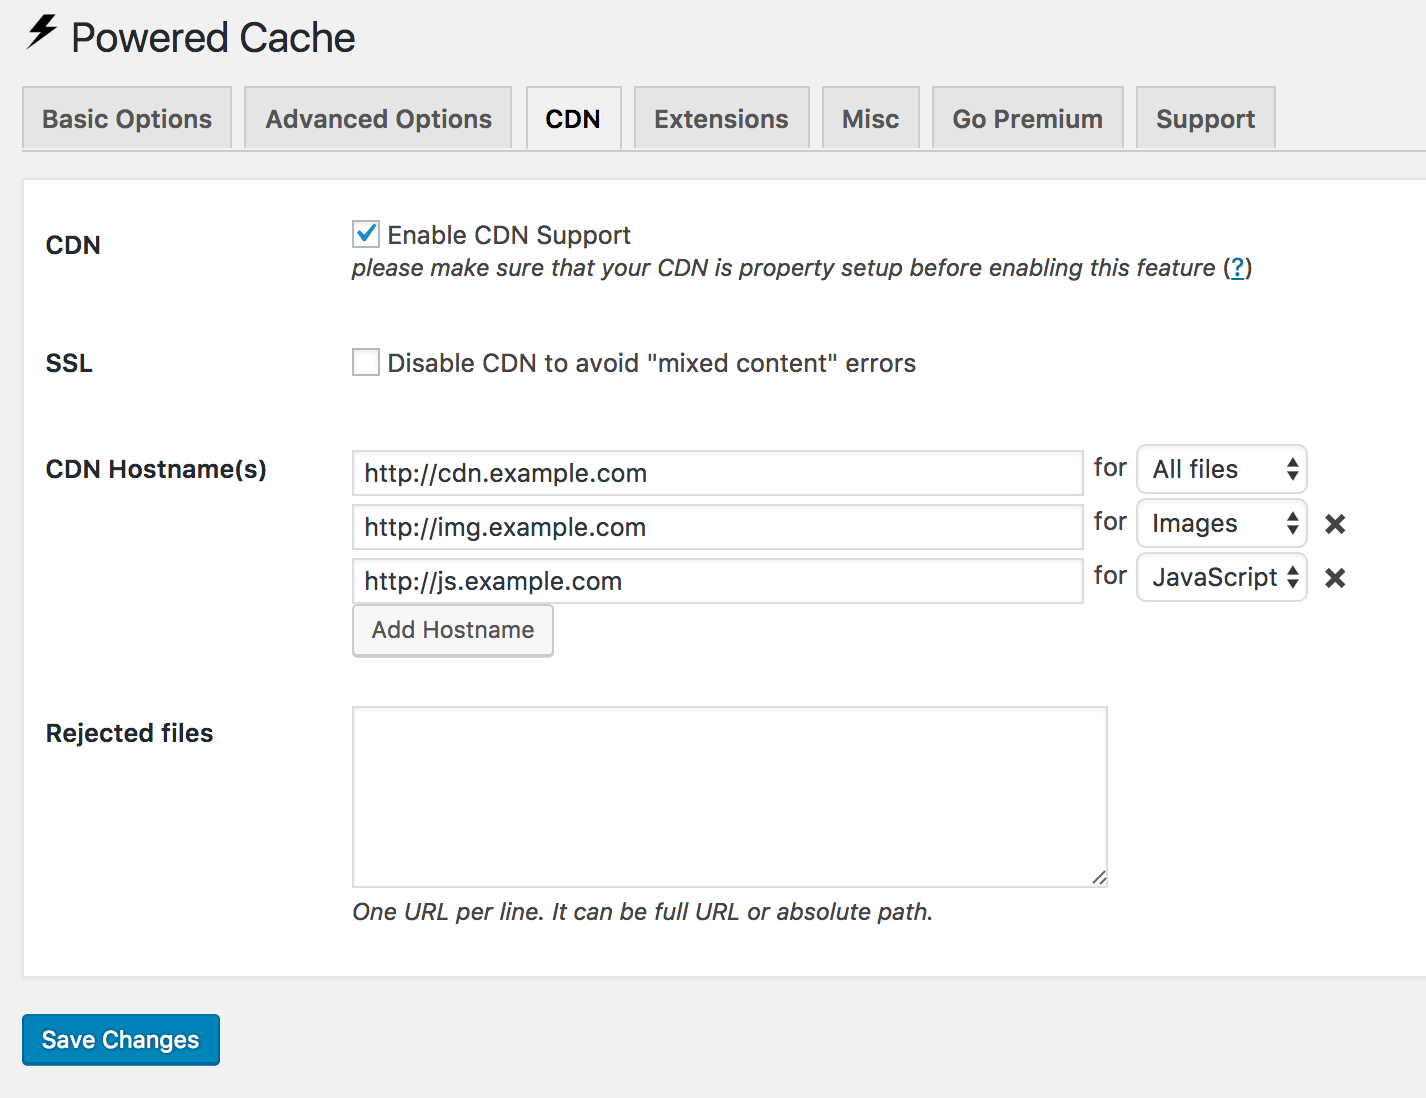 Powered Cache
Basic Options Advanced Options CDN Extensions Misc Go Premium Support
CDN Enable CDN Support
please make sure that your CDN is property setup before enabling this feature (?)
SSL Disable CDN to avoid "mixed content" errors
CDN Hostname(s) http://cdn.example.com for All files
http://img.example.com for Images
http://js.example.com for JavaScript
Add Hostname
Rejected files
One URL per line. It can be full URL or absolute path.
Save Changes